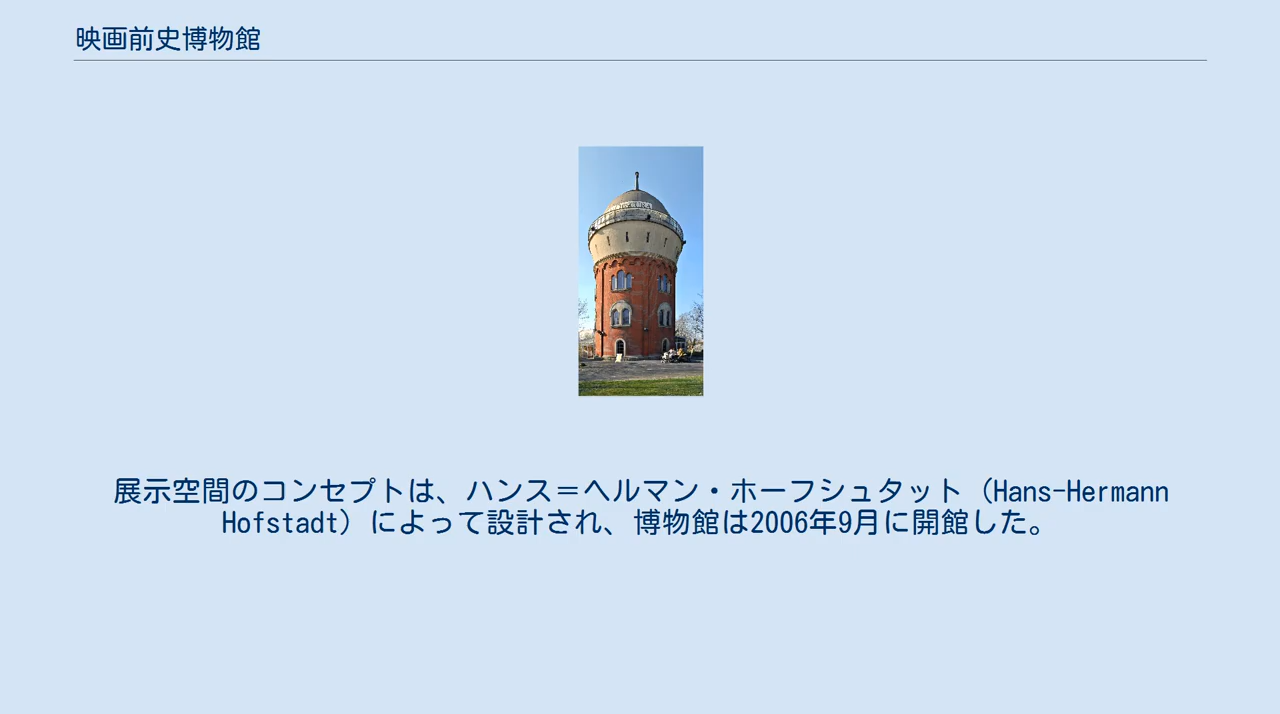 映画前史博物館
展示空間のコンセプトは、ハンス＝ヘルマン・ホーフシュタット（Hans-Hermann
Hofstadt）によって設計され、博物館は2006年9月に開館した。